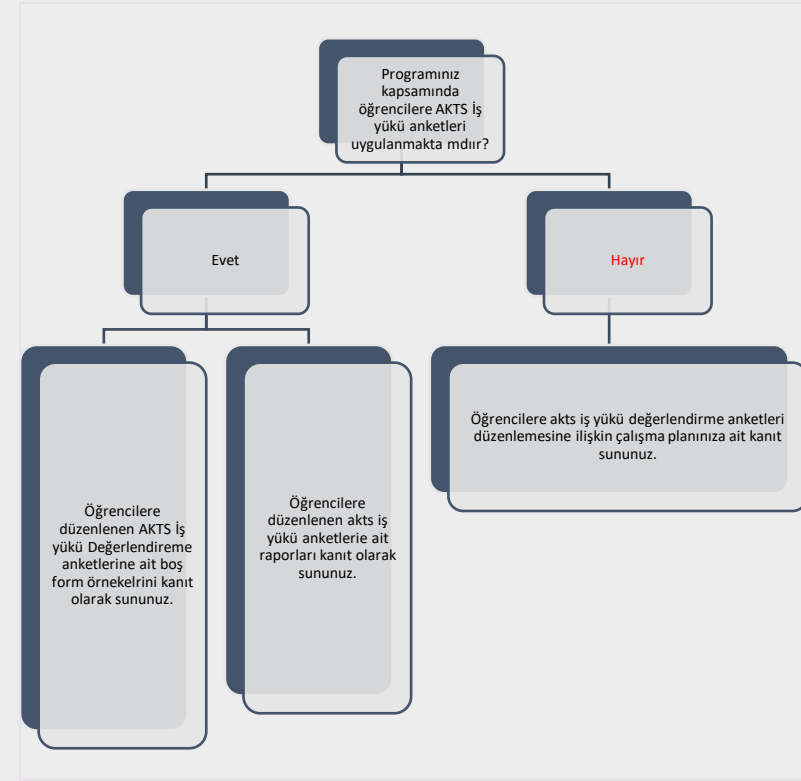 Programınız
kapsamında
öğrencilere AKTS İş
yükü anketleri
uygulanmakta mdıır?
Evet
Hayır
Öğrencilere
düzenlenen AKTS İş
yükü Değerlendireme
anketlerine ait boş
form örnekelrini kanıt
olarak sununuz.
Öğrencilere
düzenlenen akts iş
yükü anketlerie ait
raporları kanıt olarak
sununuz.
Öğrencilere akts iş yükü değerlendirme anketleri
düzenlemesine ilişkin çalışma planınıza ait kanıt
sununuz.